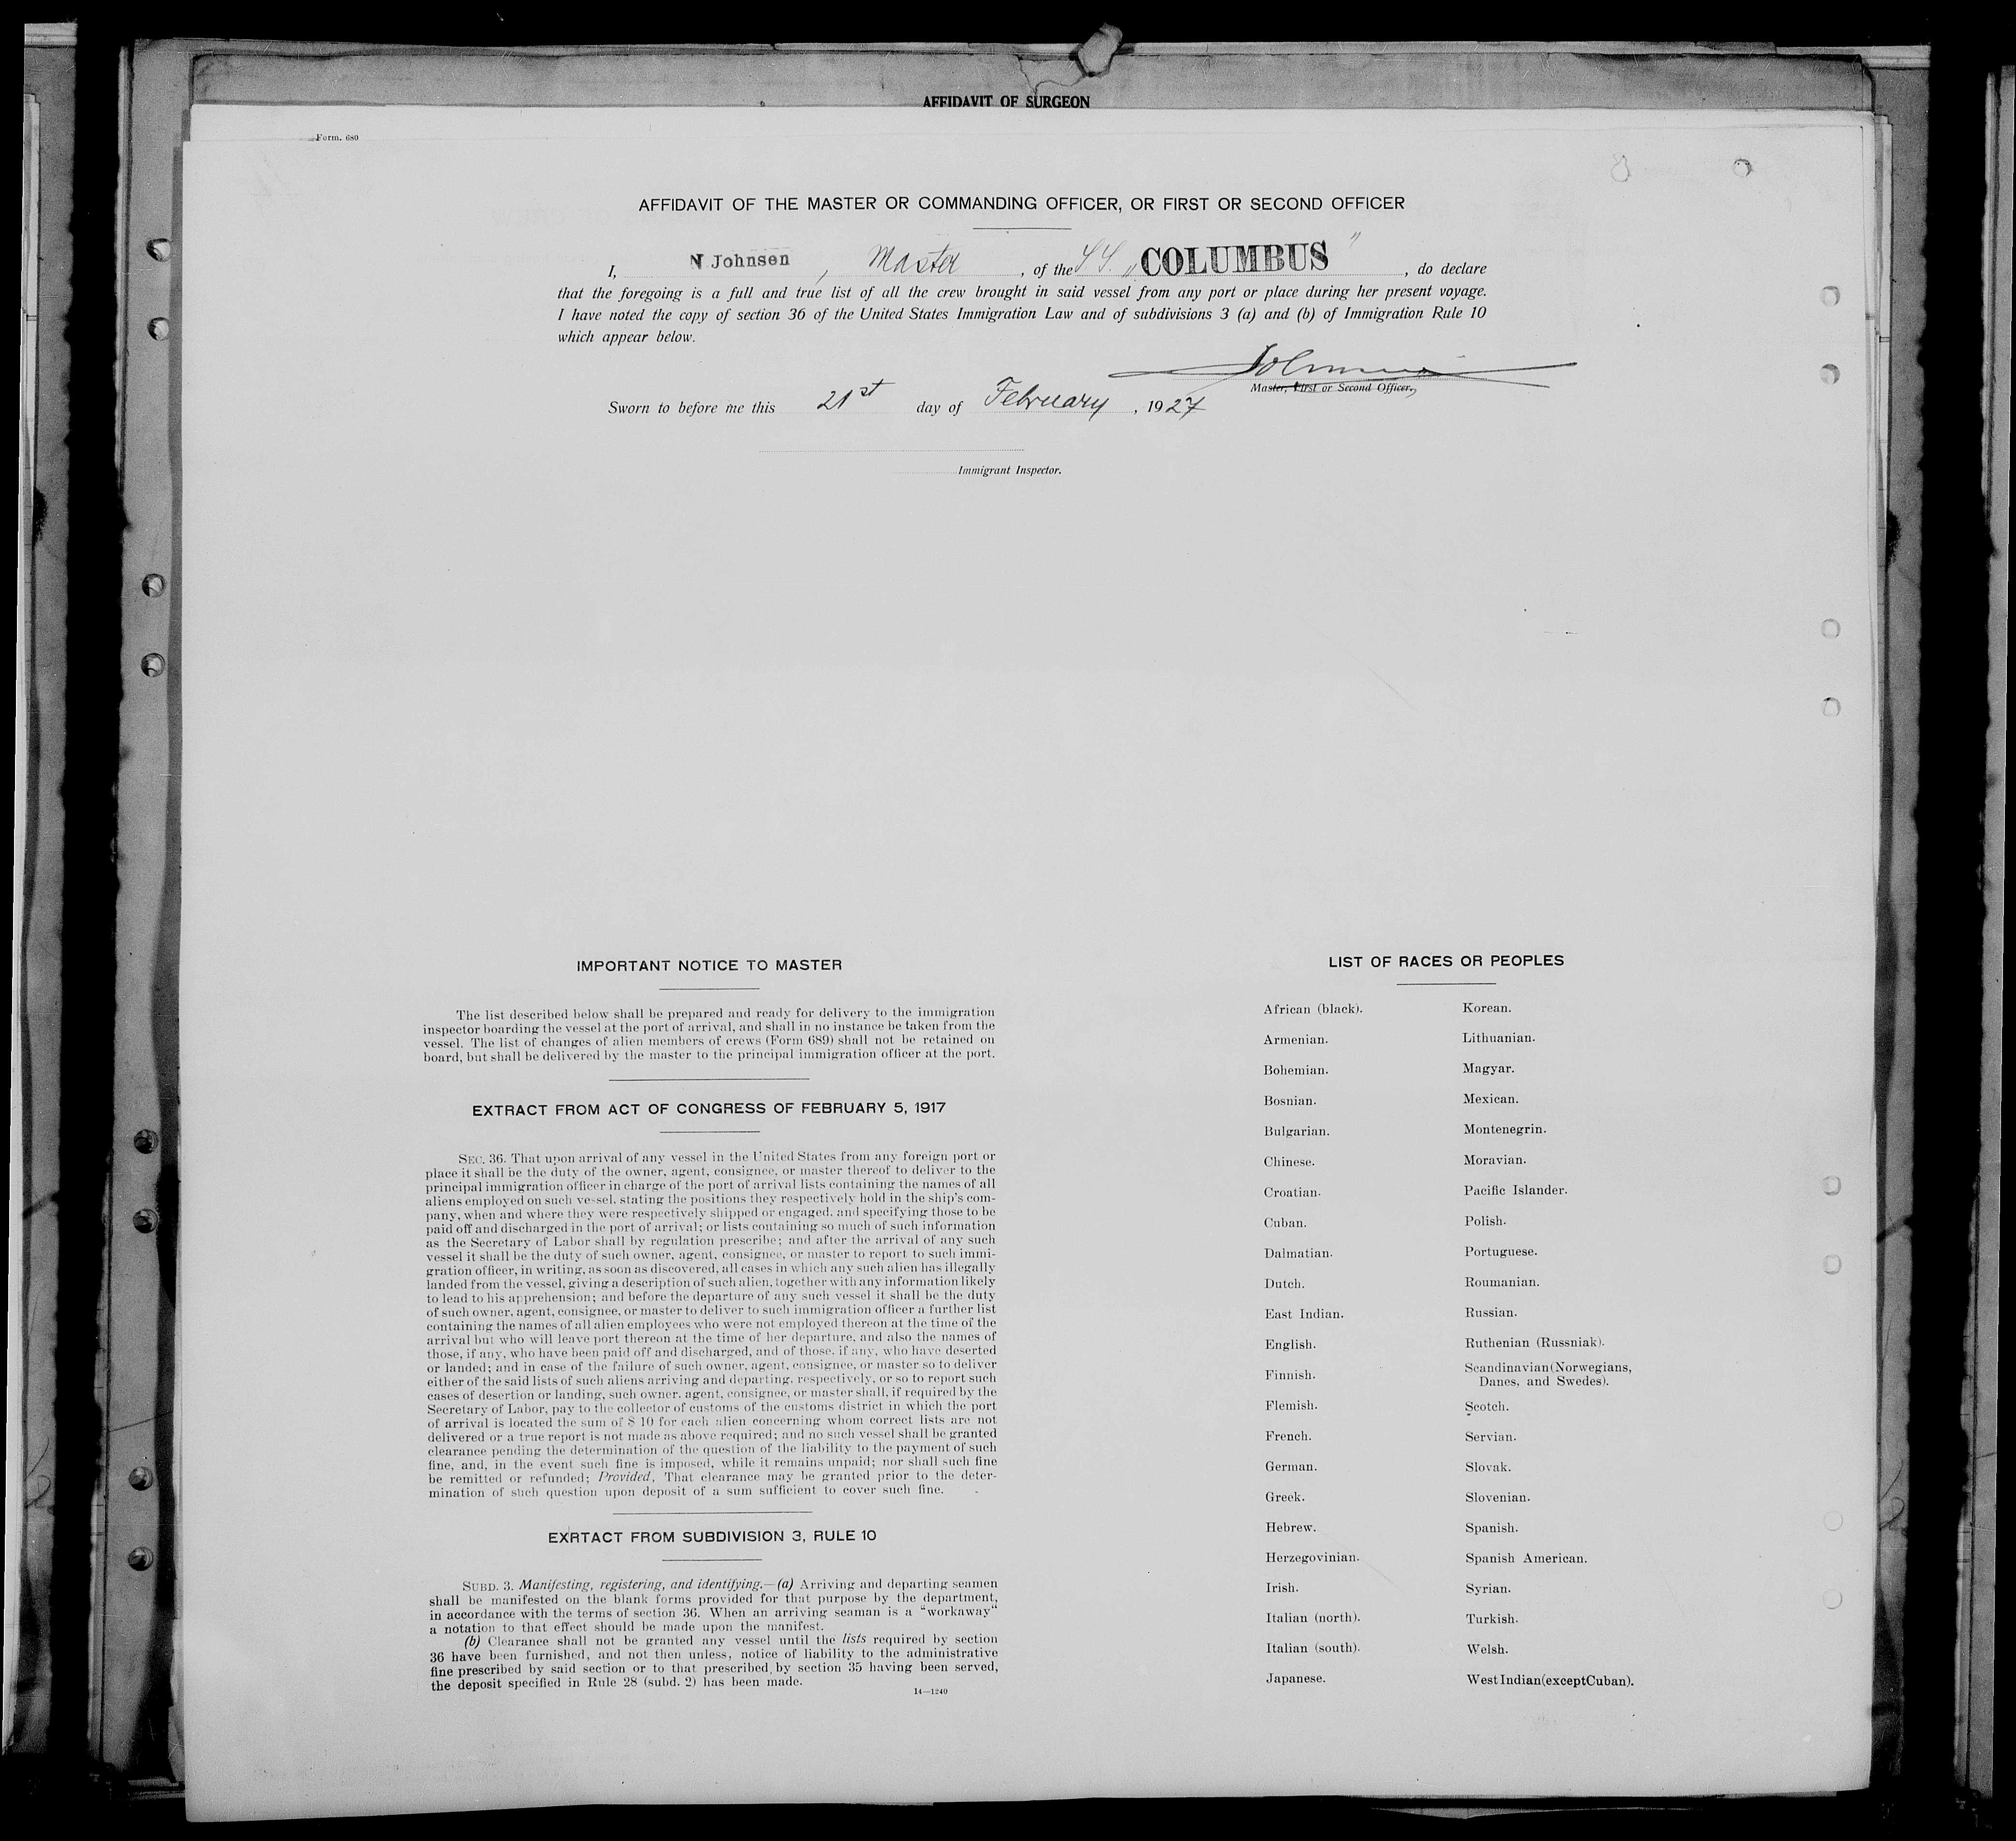 AFFIDAVIT OF SURGEON
Form. 680
AFFIDAVIT OF THE MASTER OR COMMANDING OFFICER, OR FIRST OR SECOND OFFICER
I, N Johnsen, Master, of the SS. „COLUMBUS", do declare
that the foregoing is a full and true list of all the crew brought in said vessel from any port or place during her present voyage.
I have noted the copy of section 36 of the United States Immigration Law and of subdivisions 3 (a) and (b) of Immigration Rule 10
which appear below.
Johnsen
Master, First or Second Officer.
Sworn to before me this 21st day of February, 1927
Immigrant Inspector.
IMPORTANT NOTICE TO MASTER
The list described below shall be prepared and ready for delivery to the immigration
inspector boarding the vessel at the port of arrival, and shall in no instance be taken from the
vessel. The list of changes of alien members of crews (Form 689) shall not be retained on
board, but shall be delivered by the master to the principal immigration officer at the port.
EXTRACT FROM ACT OF CONGRESS OF FEBRUARY 5, 1917
SEC. 36. That upon arrival of any vessel in the United States from any foreign port or
place it shall be the duty of the owner, agent, consignee, or master thereof to deliver to the
principal immigration officer in charge of the port of arrival lists containing the names of all
aliens employed on such vessel, stating the positions they respectively hold in the ship's com-
pany, when and where they were respectively shipped or engaged, and specifying those to be
paid off and discharged in the port of arrival; or lists containing so much of such information
as the Secretary of Labor shall by regulation prescribe; and after the arrival of any such
vessel it shall be the duty of such owner, agent, consignee, or master to report to such immi-
gration officer, in writing, as soon as discovered, all cases in which any such alien has illegally
landed from the vessel, giving a description of such alien, together with any information likely
to lead to his apprehension; and before the departure of any such vessel it shall be the duty
of such owner, agent, consignee, or master to deliver to such immigration officer a further list
containing the names of all alien employees who were not employed thereon at the time of the
arrival but who will leave port thereon at the time of her departure, and also the names of
those, if any, who have been paid off and discharged, and of those, if any, who have deserted
or landed; and in case of the failure of such owner, agent, consignee, or master so to deliver
either of the said lists of such aliens arriving and departing, respectively, or so to report such
cases of desertion or landing, such owner, agent, consignee, or master shall, if required by the
Secretary of Labor, pay to the collector of customs of the customs district in which the port
of arrival is located the sum of $ 10 for each alien concerning whom correct lists are not
delivered or a true report is not made as above required; and no such vessel shall be granted
clearance pending the determination of the question of the liability to the payment of such
fine, and, in the event such fine is imposed, while it remains unpaid; nor shall such fine
be remitted or refunded; Provided, That clearance may be granted prior to the deter-
mination of such question upon deposit of a sum sufficient to cover such fine.
EXRTACT FROM SUBDIVISION 3, RULE 10
SUBD. 3. Manifesting, registering, and identifying.—(a) Arriving and departing seamen
shall be manifested on the blank forms provided for that purpose by the department,
in accordance with the terms of section 36. When an arriving seaman is a "workaway"
a notation to that effect should be made upon the manifest.
(b) Clearance shall not be granted any vessel until the lists required by section
36 have been furnished, and not then unless, notice of liability to the administrative
fine prescribed by said section or to that prescribed by section 35 having been served,
the deposit specified in Rule 28 (subd. 2) has been made.
14—1240
LIST OF RACES OR PEOPLES
African (black).
Armenian.
Bohemian.
Bosnian.
Bulgarian.
Chinese.
Croatian.
Cuban.
Dalmatian.
Dutch.
East Indian.
English.
Finnish.
Flemish.
French.
German.
Greek.
Hebrew.
Herzegovinian.
Irish.
Italian (north).
Italian (south).
Japanese.
Korean.
Lithuanian.
Magyar.
Mexican.
Montenegrin.
Moravian.
Pacific Islander.
Polish.
Portuguese.
Roumanian.
Russian.
Ruthenian (Russniak).
Scandinavian (Norwegians,
Danes, and Swedes).
Scotch.
Servian.
Slovak.
Slovenian.
Spanish.
Spanish American.
Syrian.
Turkish.
Welsh.
West Indian (except Cuban).